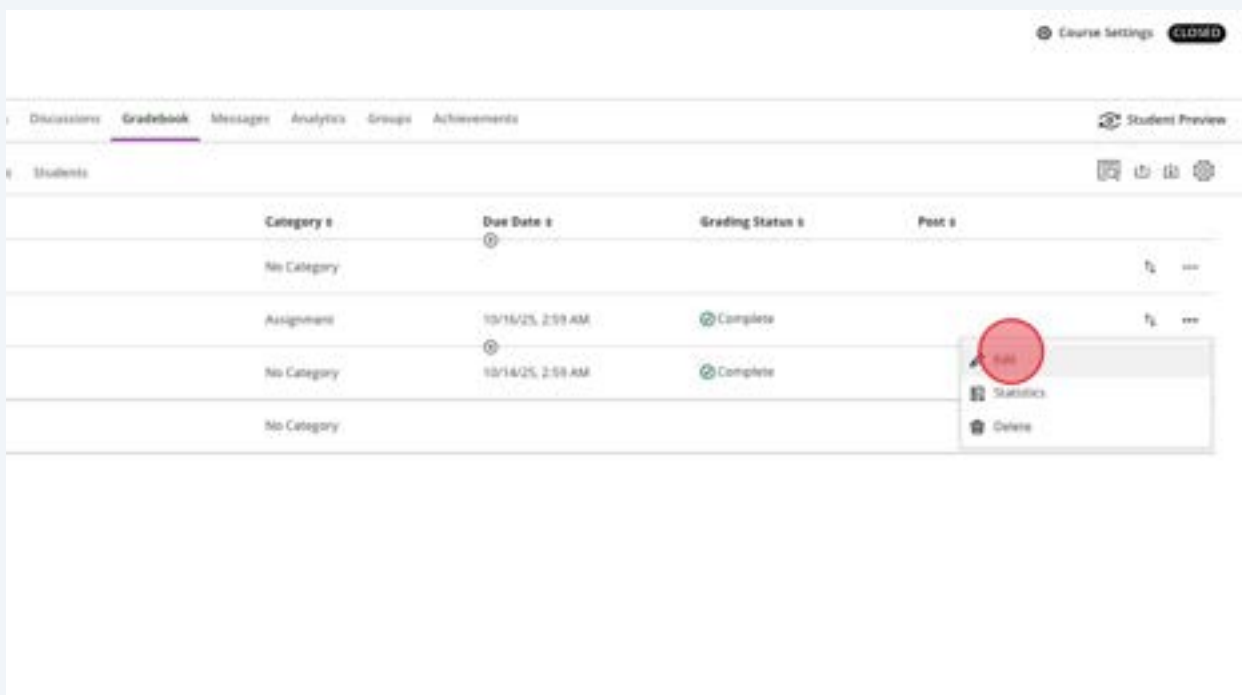 Course Settings CLOSED
Discussions Gradebook Messages Analytics Groups Achievements Student Preview
Students
Category Due Date Grading Status Post
No Category
Assignment 10/16/25, 2:59 AM Complete
Edit
No Category 10/14/25, 2:59 AM Complete
Statistics
No Category Delete